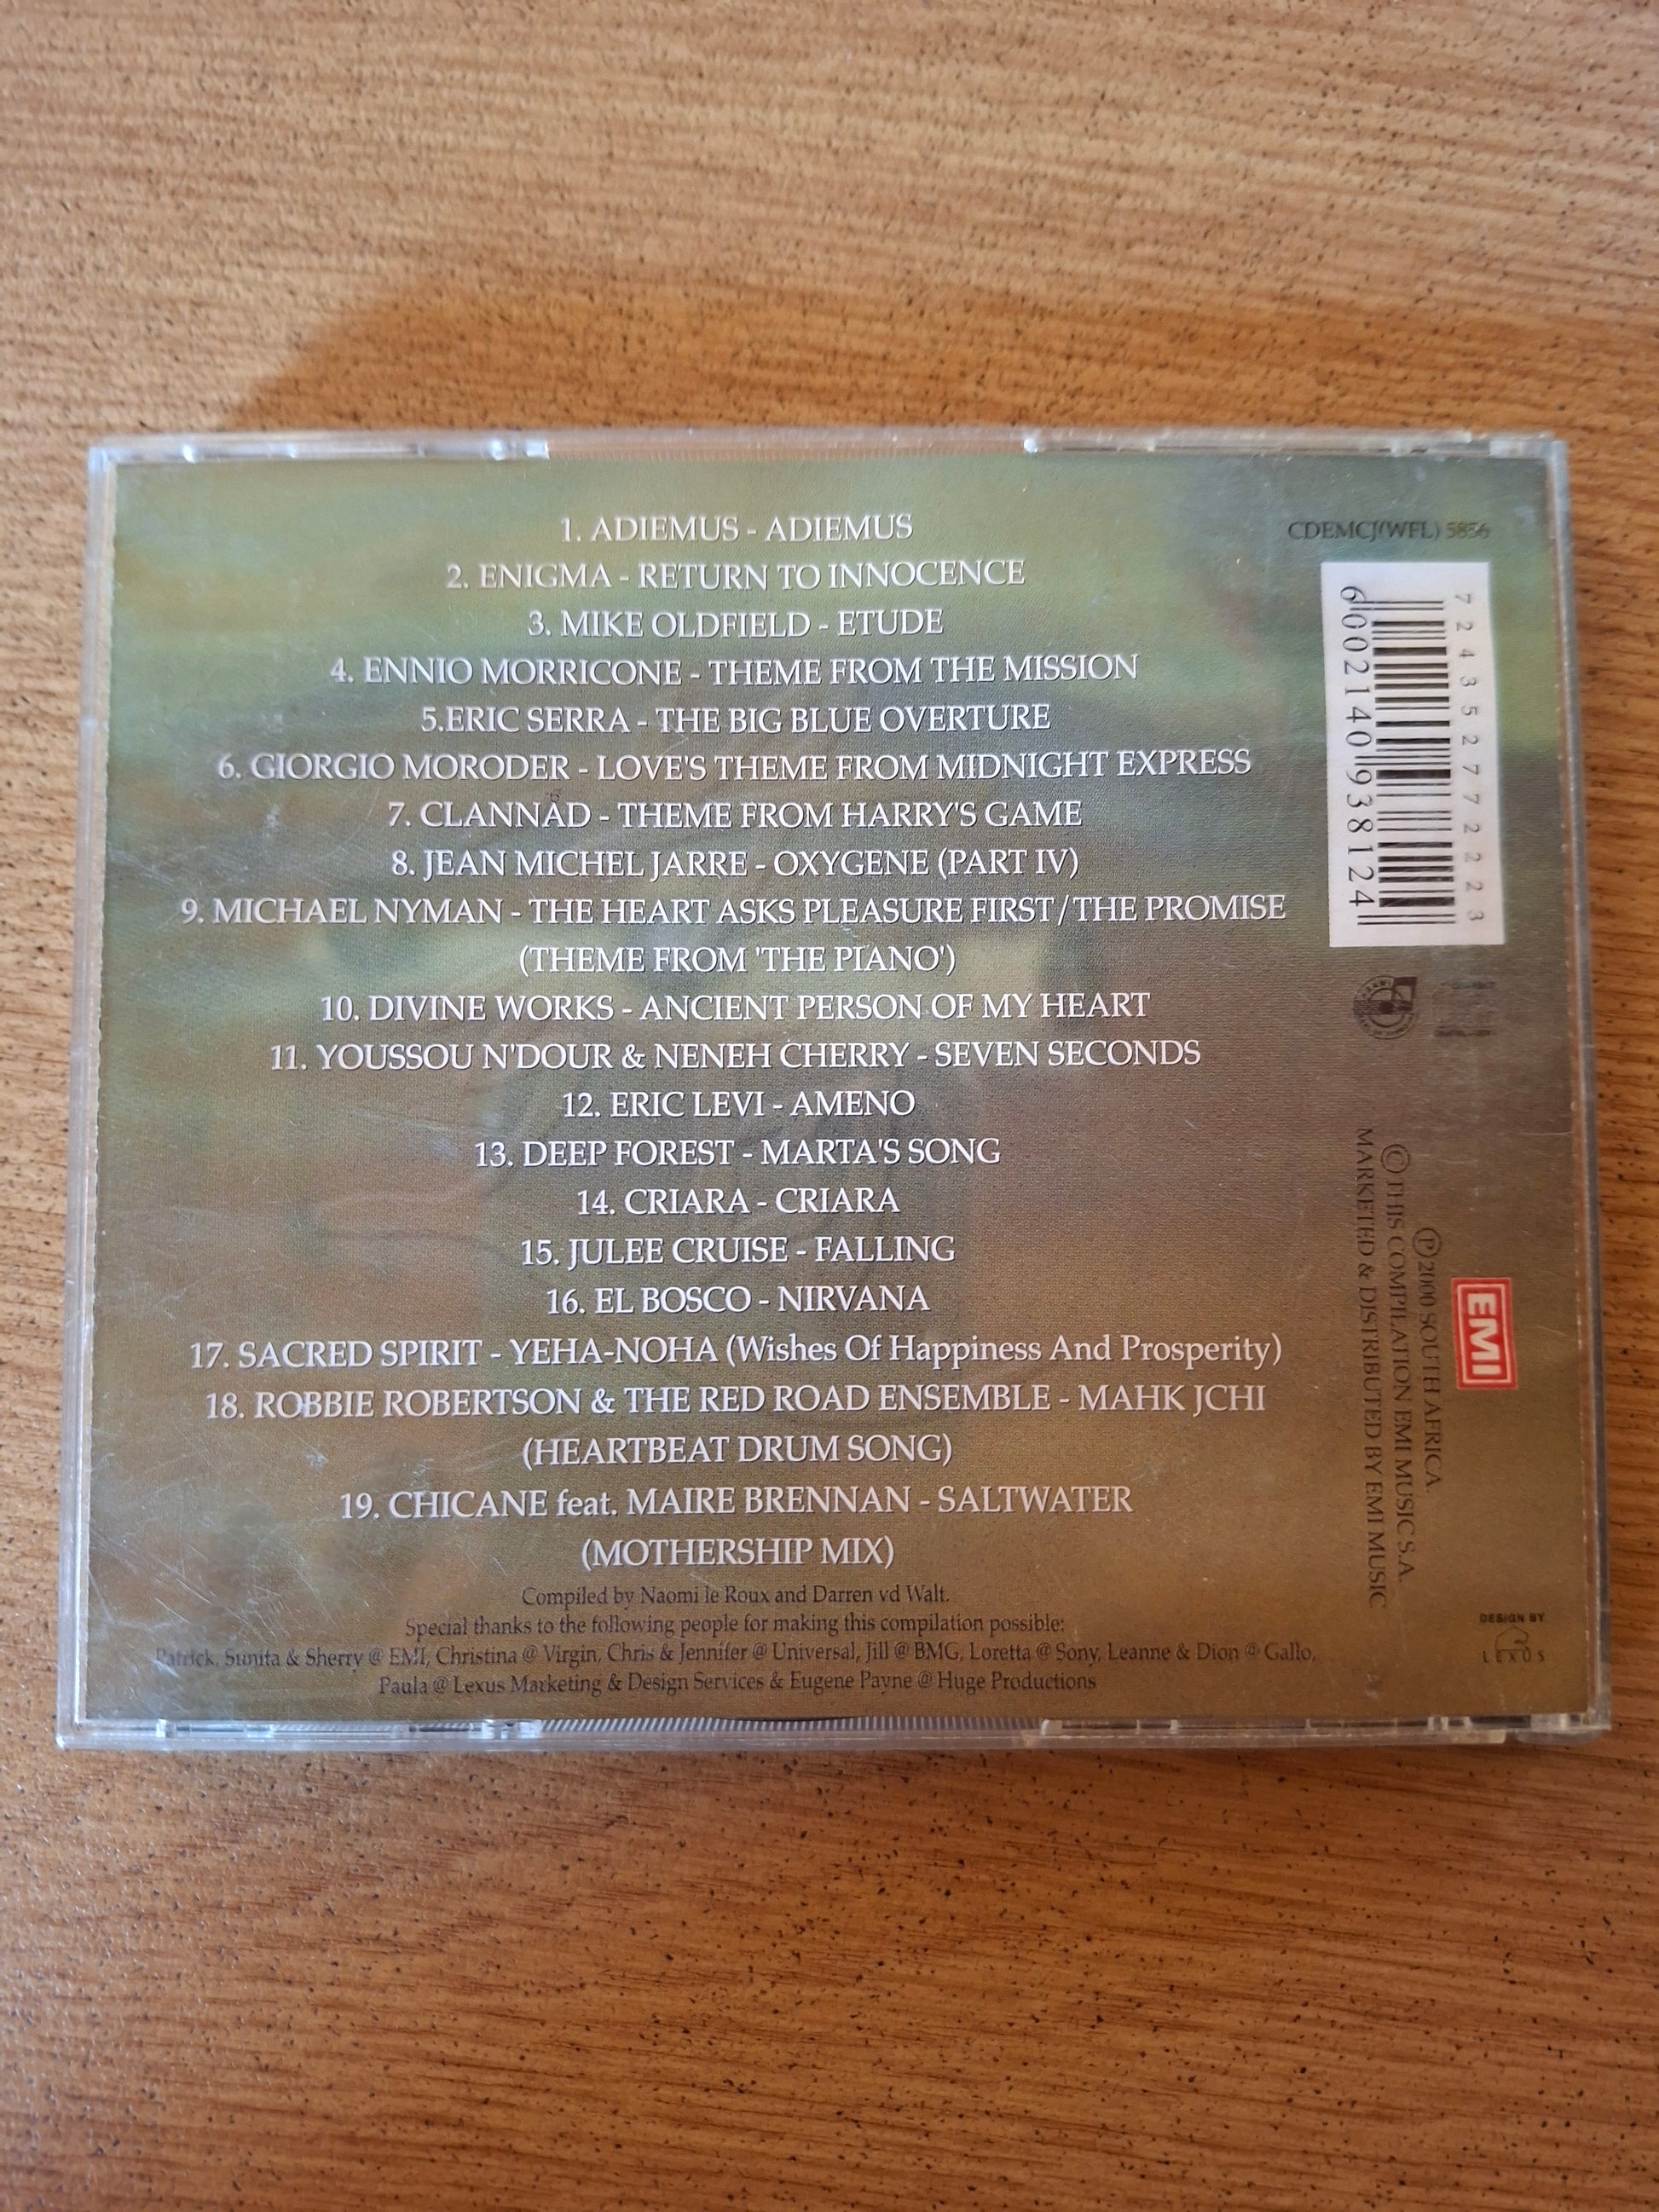 1. ADIEMUS - ADIEMUS
2. ENIGMA - RETURN TO INNOCENCE
3. MIKE OLDFIELD - ETUDE
4. ENNIO MORRICONE - THEME FROM THE MISSION
5.ERIC SERRA - THE BIG BLUE OVERTURE
6. GIORGIO MORODER - LOVE'S THEME FROM MIDNIGHT EXPRESS
7. CLANNAD - THEME FROM HARRY'S GAME
8. JEAN MICHEL JARRE - OXYGENE (PART IV)
9. MICHAEL NYMAN - THE HEART ASKS PLEASURE FIRST / THE PROMISE
(THEME FROM 'THE PIANO')
10. DIVINE WORKS - ANCIENT PERSON OF MY HEART
11. YOUSSOU N'DOUR & NENEH CHERRY - SEVEN SECONDS
12. ERIC LEVI - AMENO
13. DEEP FOREST - MARTA'S SONG
14. CRIARA - CRIARA
15. JULEE CRUISE - FALLING
16. EL BOSCO - NIRVANA
17. SACRED SPIRIT - YEHA-NOHA (Wishes Of Happiness And Prosperity)
18. ROBBIE ROBERTSON & THE RED ROAD ENSEMBLE - MAHK JCHI
(HEARTBEAT DRUM SONG)
19. CHICANE feat. MAIRE BRENNAN - SALTWATER
(MOTHERSHIP MIX)
Compiled by Naomi le Roux and Darren vd Walt.
Special thanks to the following people for making this compilation possible:
Patrick, Sunita & Sherry @ EMI, Christina @ Virgin, Chris & Jennifer @ Universal, Jill @ BMG, Loretta @ Sony, Leanne & Dion @ Gallo,
Paula @ Lexus Marketing & Design Services & Eugene Payne @ Huge Productions
CDEMCJ(WFL) 5856
7 24352 77222 3
6 002140 938124
Ⓟ2000 SOUTH AFRICA.
© THIS COMPILATION EMI MUSIC S.A.
MARKETED & DISTRIBUTED BY EMI MUSIC
EMI
DESIGN BY
LEXUS